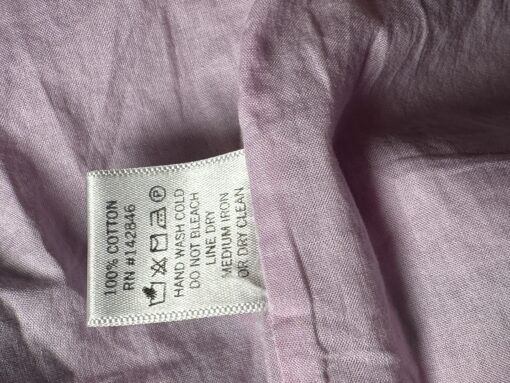 100% COTTON
RN #142846
P
HAND WASH COLD
DO NOT BLEACH
LINE DRY
MEDIUM IRON
OR DRY CLEAN